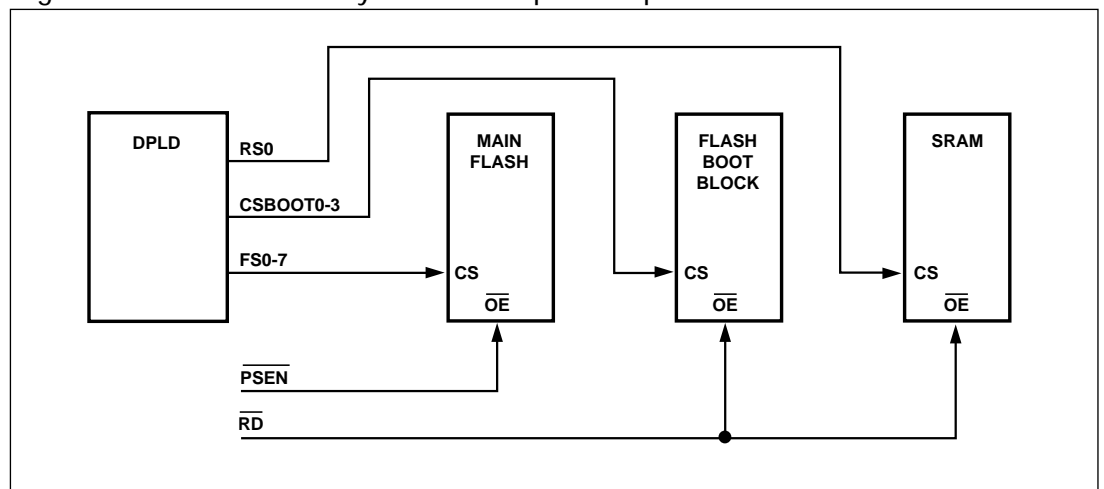 DPLD
RS0
CSBOOT0-3
FS0-7
MAIN
FLASH
CS
OE
FLASH
BOOT
BLOCK
CS
OE
SRAM
CS
OE
PSEN
RD